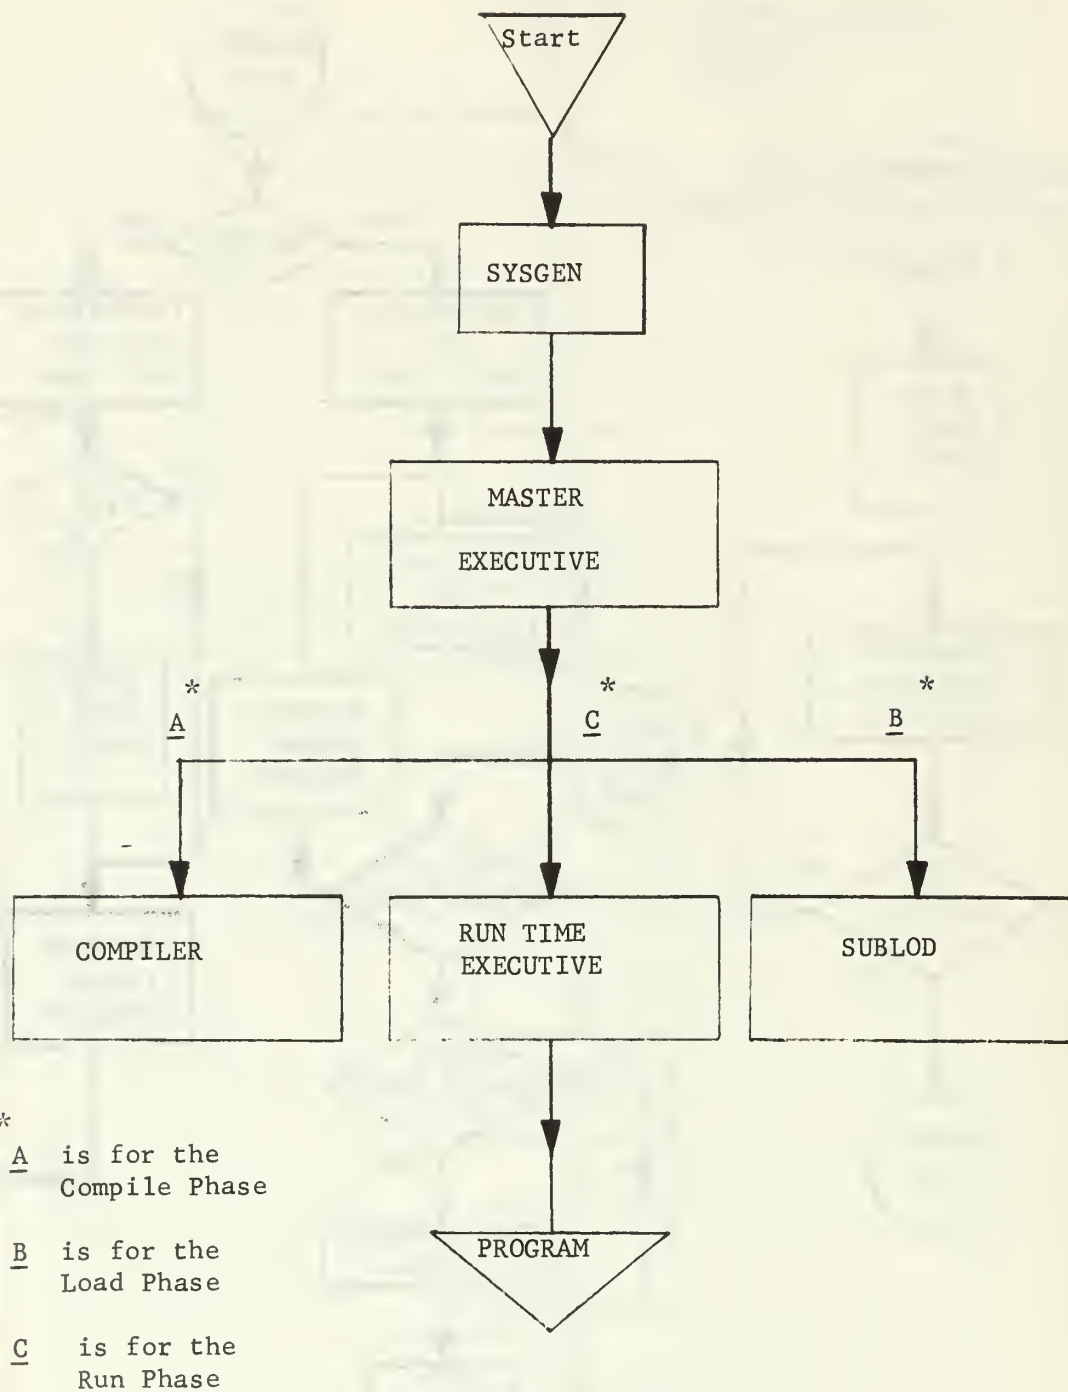 Start
SYSGEN
MASTER
EXECUTIVE
* * *
A C B
COMPILER
RUN TIME
EXECUTIVE
SUBLOD
*
A is for the
Compile Phase
B is for the
Load Phase
C is for the
Run Phase
PROGRAM